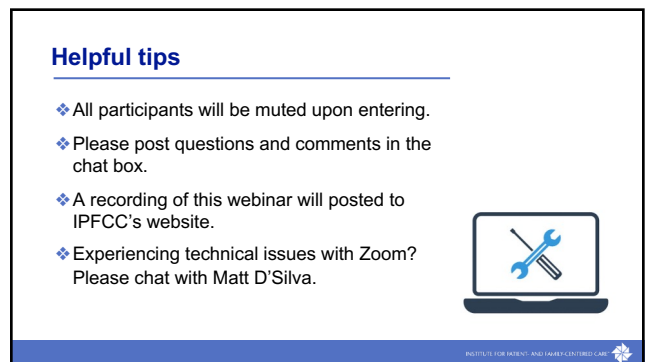 Helpful tips
❖All participants will be muted upon entering.
❖Please post questions and comments in the
chat box.
❖A recording of this webinar will posted to
IPFCC's website.
❖Experiencing technical issues with Zoom?
Please chat with Matt D'Silva.
INSTITUTE FOR PATIENT- AND FAMILY-CENTERED CARE